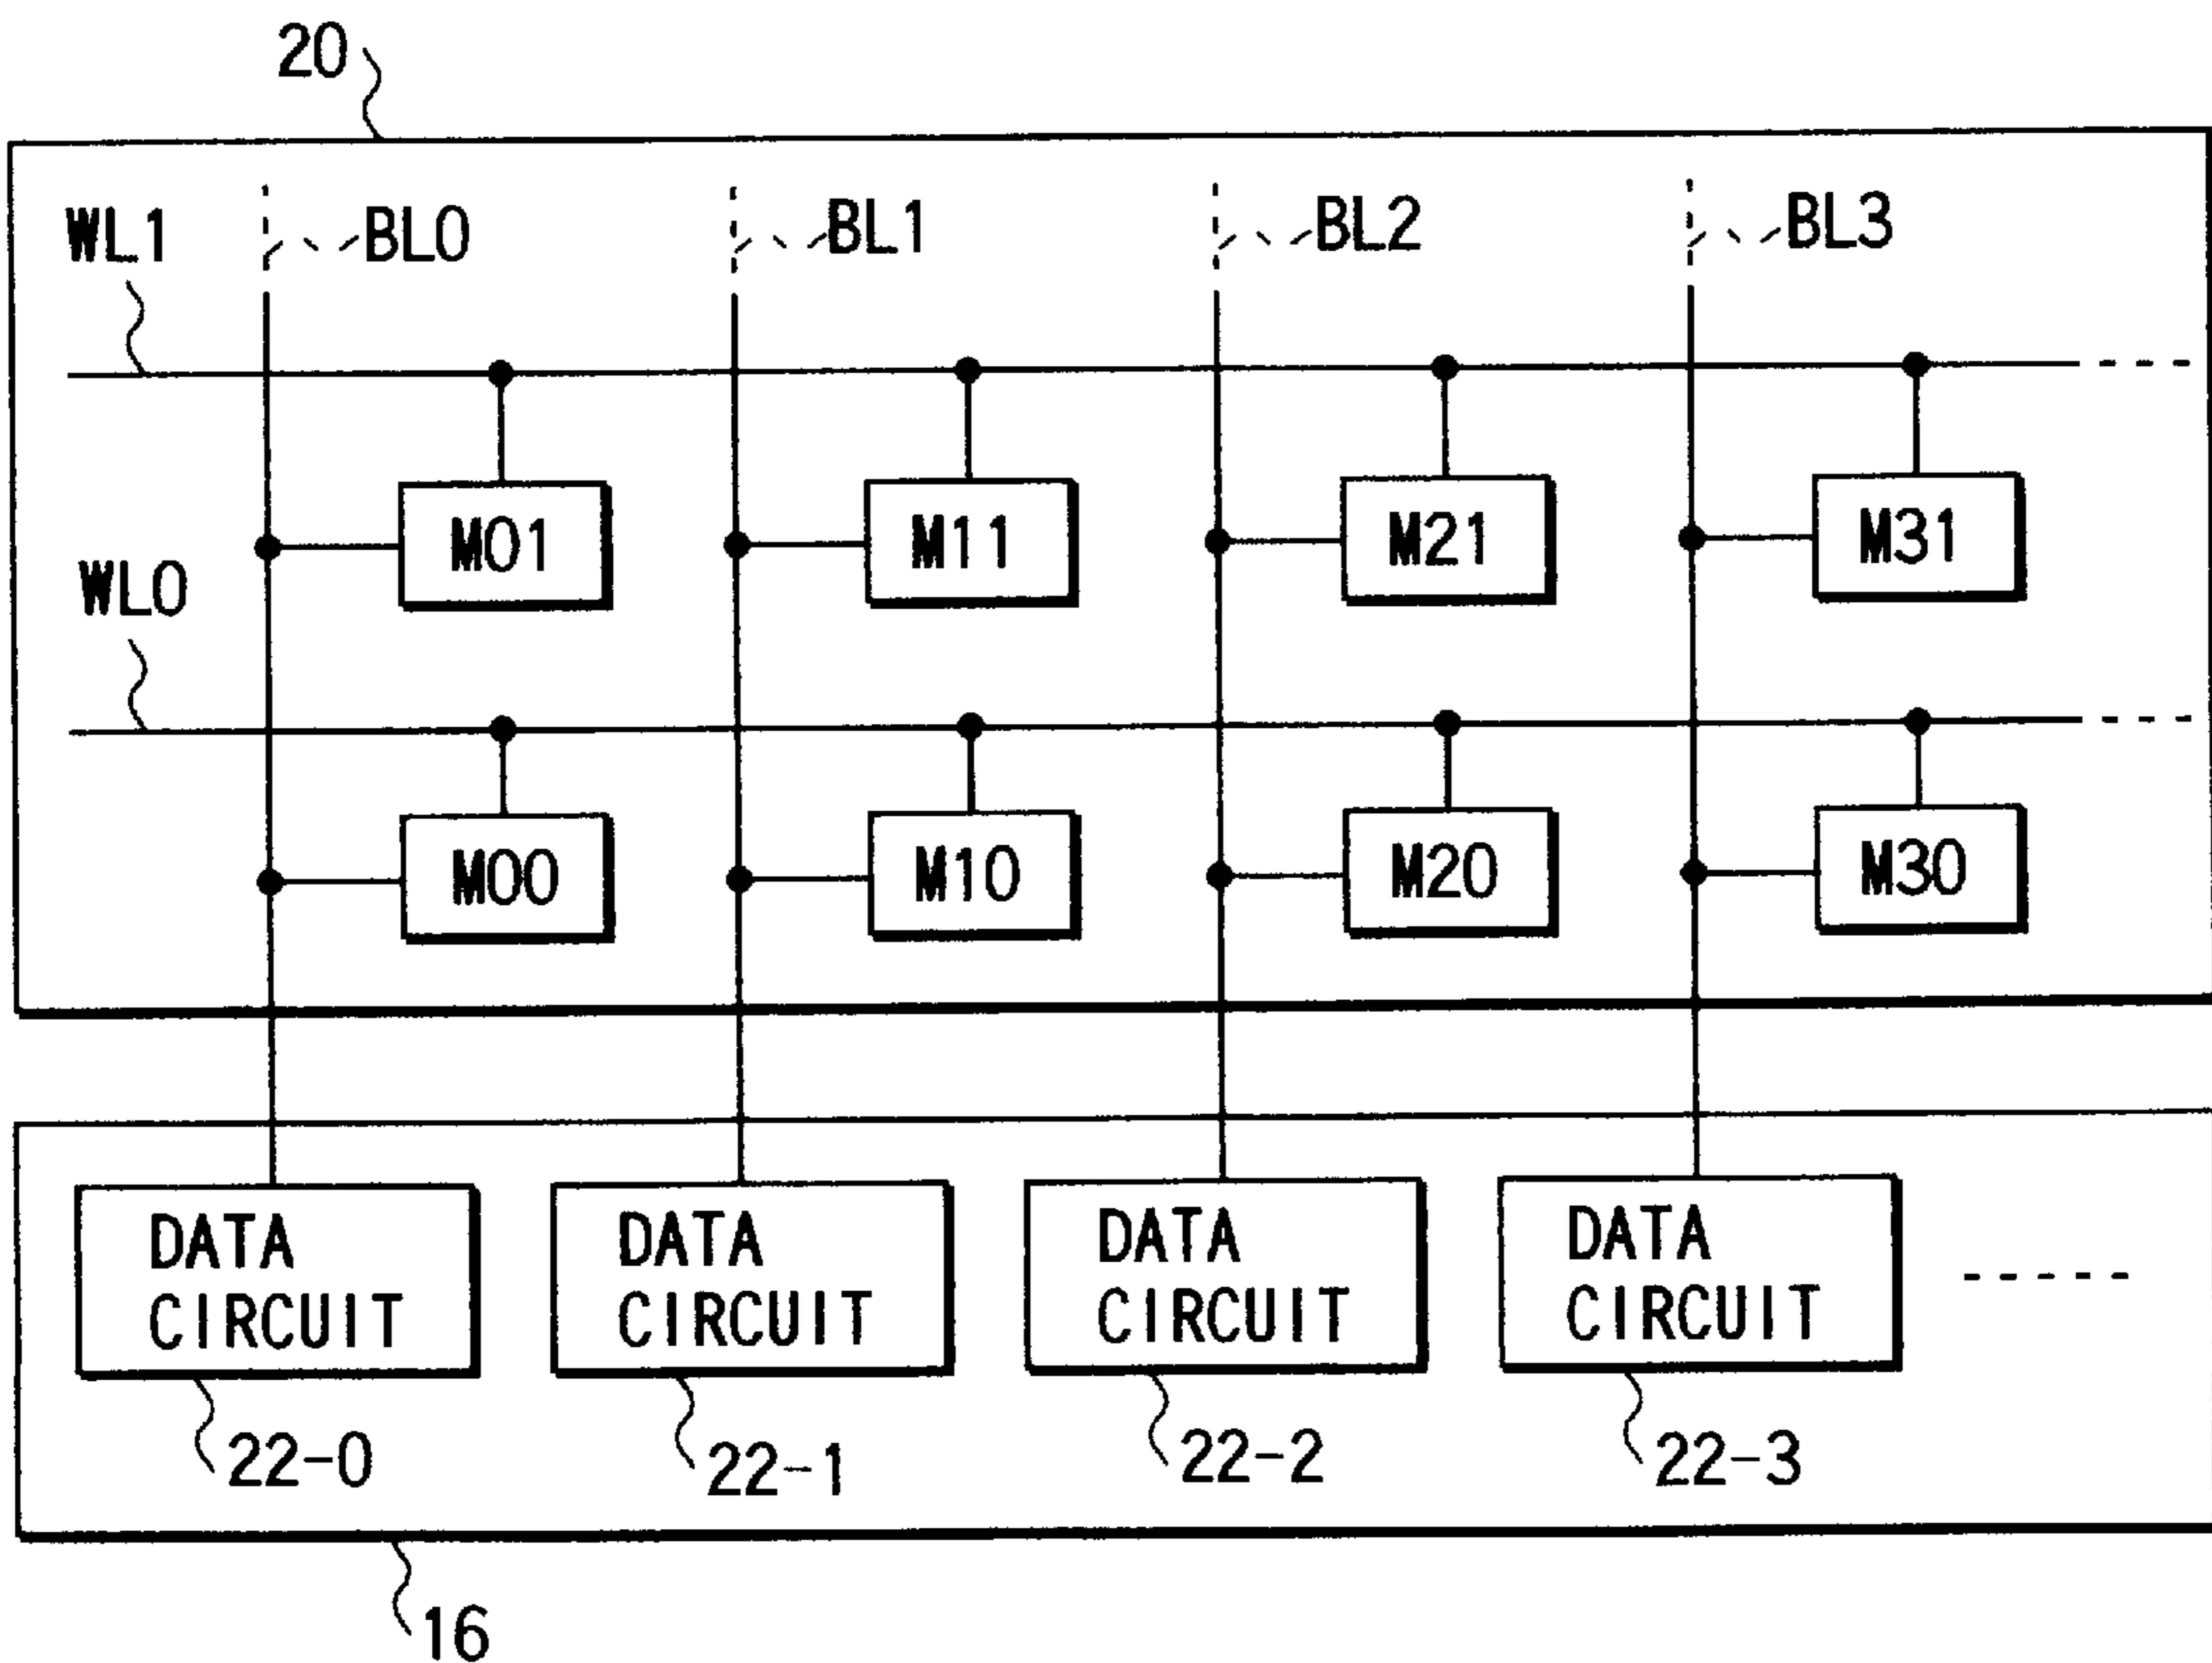 20
WL1 BL0 BL1 BL2 BL3
M01 M11 M21 M31
WL0
M00 M10 M20 M30
DATA CIRCUIT
DATA CIRCUIT
DATA CIRCUIT
DATA CIRCUIT
22-0 22-1 22-2 22-3
16